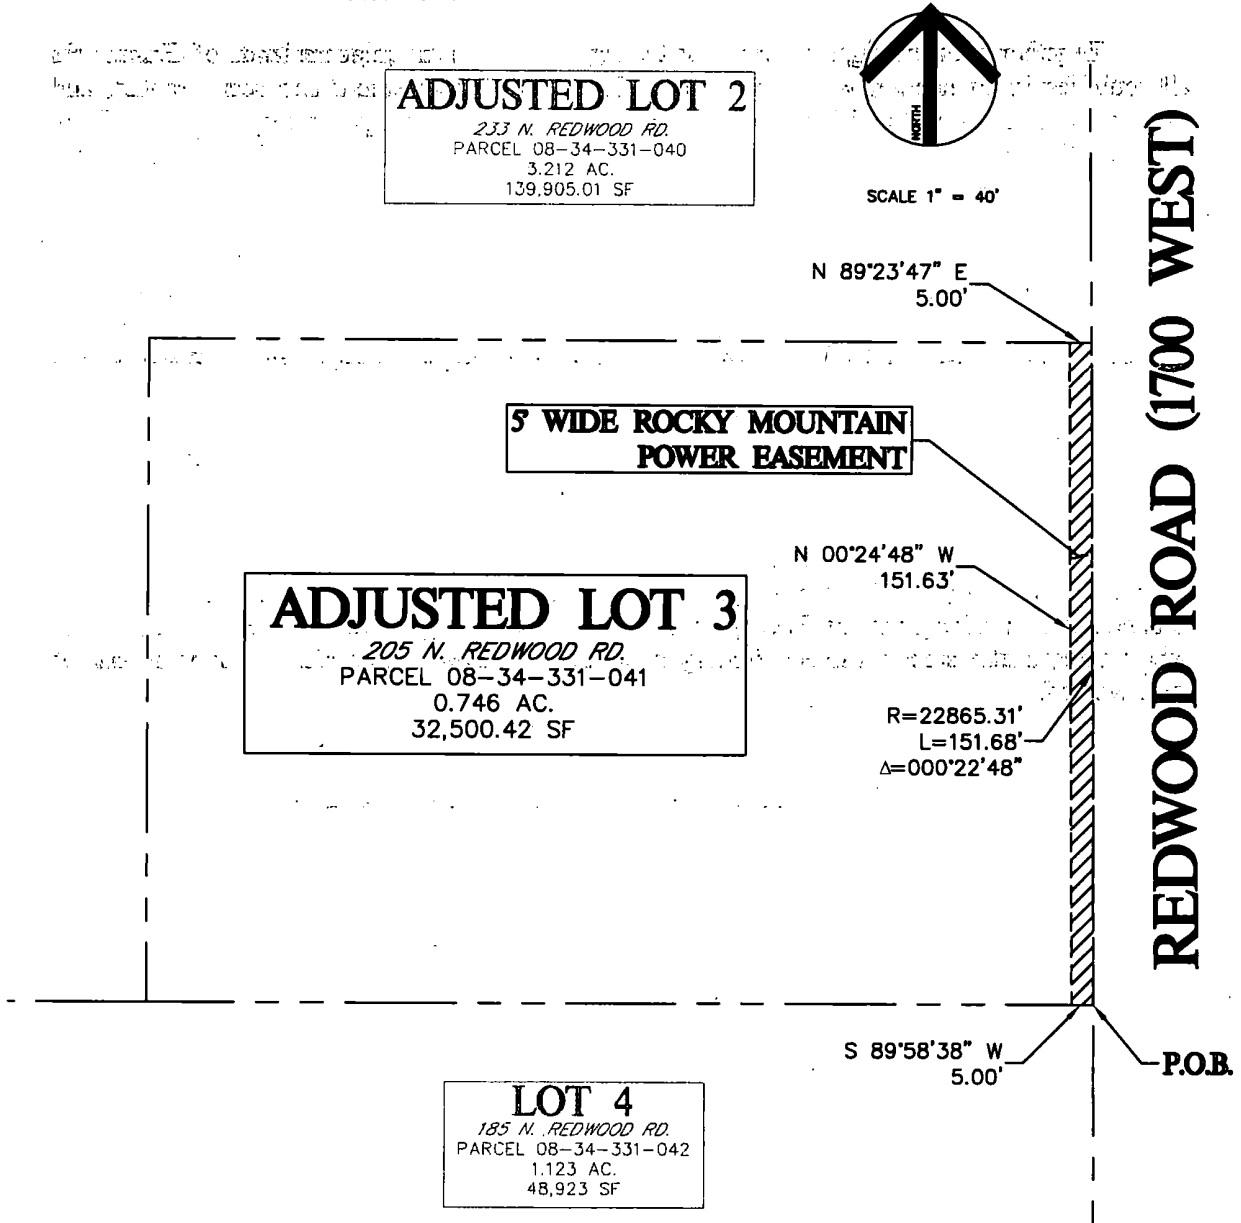 ADJUSTED LOT 2
233 N. REDWOOD RD.
PARCEL 08-34-331-040
3.212 AC.
139,905.01 SF
NORTH
SCALE 1" = 40'
N 89°23'47" E
5.00'
5' WIDE ROCKY MOUNTAIN
POWER EASEMENT
N 00°24'48" W
151.63'
ADJUSTED LOT 3
205 N. REDWOOD RD.
PARCEL 08-34-331-041
0.746 AC.
32,500.42 SF
R=22865.31'
L=151.68'
Δ=000°22'48"
REDWOOD ROAD (1700 WEST)
S 89°58'38" W
5.00'
P.O.B.
LOT 4
185 N. REDWOOD RD.
PARCEL 08-34-331-042
1.123 AC.
48,923 SF